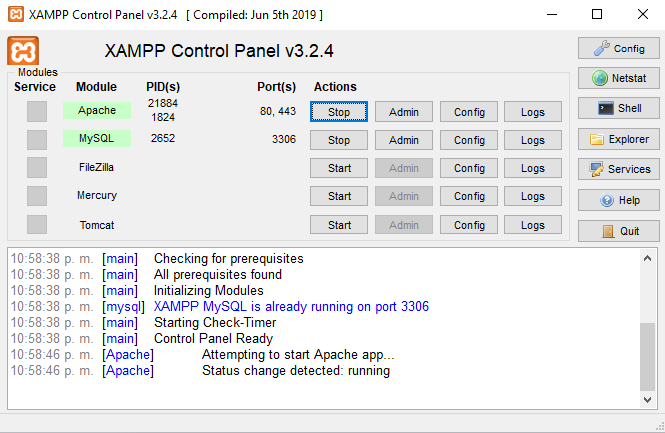 XAMPP Control Panel v3.2.4 [ Compiled: Jun 5th 2019 ]
XAMPP Control Panel v3.2.4
Config
Modules
Service Module PID(s) Port(s) Actions
Netstat
Apache 21884 1824 80, 443 Stop Admin Config Logs
Shell
MySQL 2652 3306 Stop Admin Config Logs
Explorer
FileZilla Start Admin Config Logs
Services
Mercury Start Admin Config Logs
Help
Tomcat Start Admin Config Logs
Quit
10:58:38 p. m. [main] Checking for prerequisites
10:58:38 p. m. [main] All prerequisites found
10:58:38 p. m. [main] Initializing Modules
10:58:38 p. m. [mysql] XAMPP MySQL is already running on port 3306
10:58:38 p. m. [main] Starting Check-Timer
10:58:38 p. m. [main] Control Panel Ready
10:58:46 p. m. [Apache] Attempting to start Apache app...
10:58:46 p. m. [Apache] Status change detected: running